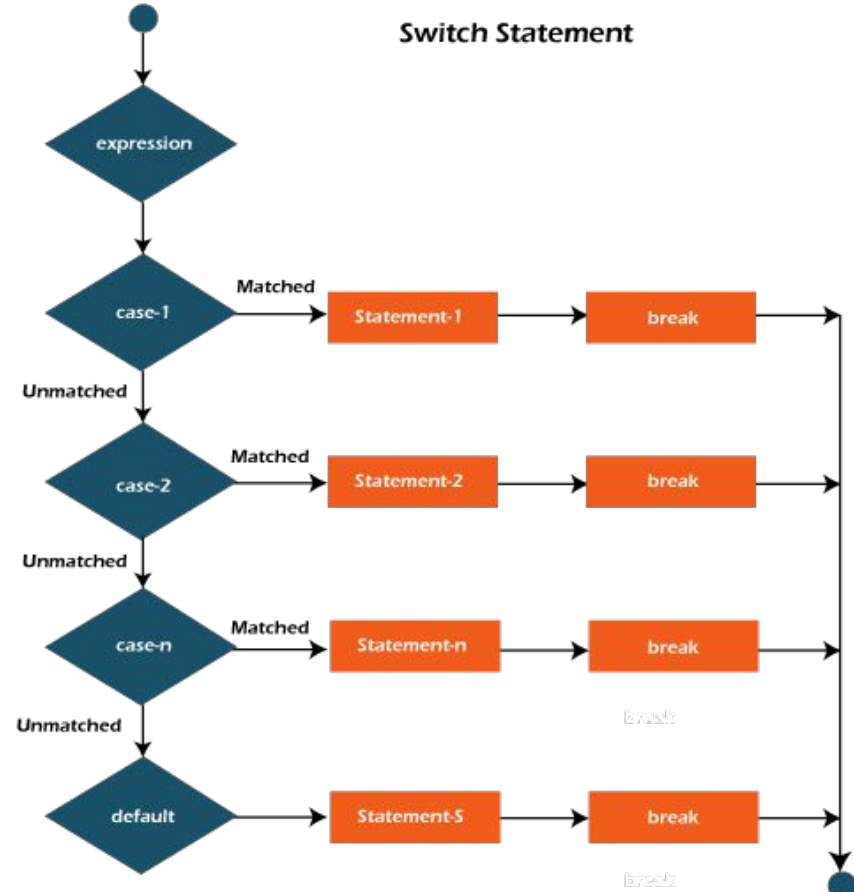 Switch Statement
expression
Matched
case-1
Statement-1
break
Unmatched
Matched
case-2
Statement-2
break
Unmatched
Matched
case-n
Statement-n
break
break
Unmatched
default
Statement-S
break
break